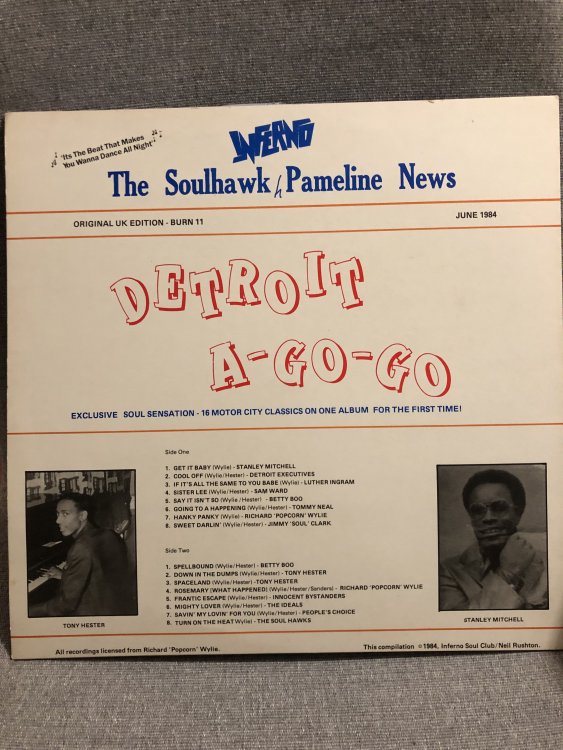 'Its The Beat That Makes
You Wanna Dance All Night'
INFERNO
The Soulhawk h Pameline News
ORIGINAL UK EDITION - BURN 11
JUNE 1984
DETROIT
A-GO-GO
EXCLUSIVE SOUL SENSATION - 16 MOTOR CITY CLASSICS ON ONE ALBUM FOR THE FIRST TIME!
Side One
1. GET IT BABY (Wylie) - STANLEY MITCHELL
2. COOL OFF (Wylie/Hester) - DETROIT EXECUTIVES
3. IF IT'S ALL THE SAME TO YOU BABE (Wylie) - LUTHER INGRAM
4. SISTER LEE (Wylie/Hester) - SAM WARD
5. SAY IT ISN'T SO (Wylie/Hester) - BETTY BOO
6. GOING TO A HAPPENING (Wylie/Hester) - TOMMY NEAL
7. HANKY PANKY (Wylie) - RICHARD 'POPCORN' WYLIE
8. SWEET DARLIN' (Wylie/Hester) - JIMMY 'SOUL' CLARK
Side Two
1. SPELLBOUND (Wylie/Hester) - BETTY BOO
2. DOWN IN THE DUMPS (Wylie/Hester) - TONY HESTER
3. SPACELAND (Wylie/Hester) -TONY HESTER
4. ROSEMARY (WHAT HAPPENED) (Wylie/Hester/Sanders) - RICHARD 'POPCORN' WYLIE
5. FRANTIC ESCAPE (Wylie/Hester) - INNOCENT BYSTANDERS
6. MIGHTY LOVER (Wylie/Hester) - THE IDEALS
7. SAVIN' MY LOVIN' FOR YOU (Wylie/Hester) - PEOPLE'S CHOICE
8. TURN ON THE HEAT (Wylie) - THE SOUL HAWKS
TONY HESTER
STANLEY MITCHELL
All recordings licensed from Richard 'Popcorn' Wylie.
This compilation ©1984, Inferno Soul Club/Neil Rushton.